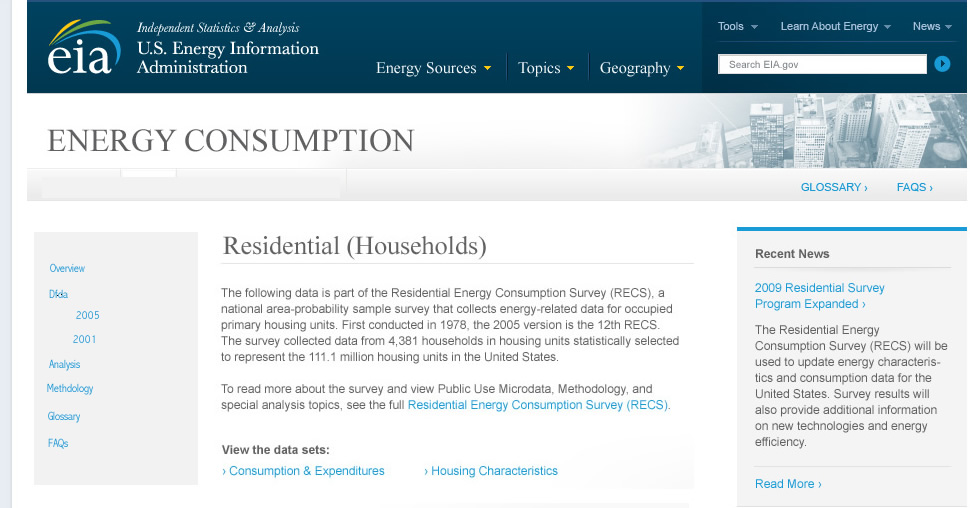 Independent Statistics & Analysis
eia
U.S. Energy Information
Administration
Energy Sources
Topics
Geography
Tools
Learn About Energy
News
Search EIA.gov
ENERGY CONSUMPTION
GLOSSARY ›
FAQS ›
Overview
2005
2001
Analysis
Methdology
Glossary
FAQs
Residential (Households)
The following data is part of the Residential Energy Consumption Survey (RECS), a
national area-probability sample survey that collects energy-related data for occupied
primary housing units. First conducted in 1978, the 2005 version is the 12th RECS.
The survey collected data from 4,381 households in housing units statistically selected
to represent the 111.1 million housing units in the United States.
To read more about the survey and view Public Use Microdata, Methodology, and
special analysis topics, see the full Residential Energy Consumption Survey (RECS).
View the data sets:
› Consumption & Expenditures
› Housing Characteristics
Recent News
2009 Residential Survey
Program Expanded ›
The Residential Energy
Consumption Survey (RECS) will be
used to update energy characteris-
tics and consumption data for the
United States. Survey results will
also provide additional information
on new technologies and energy
efficiency.
Read More ›